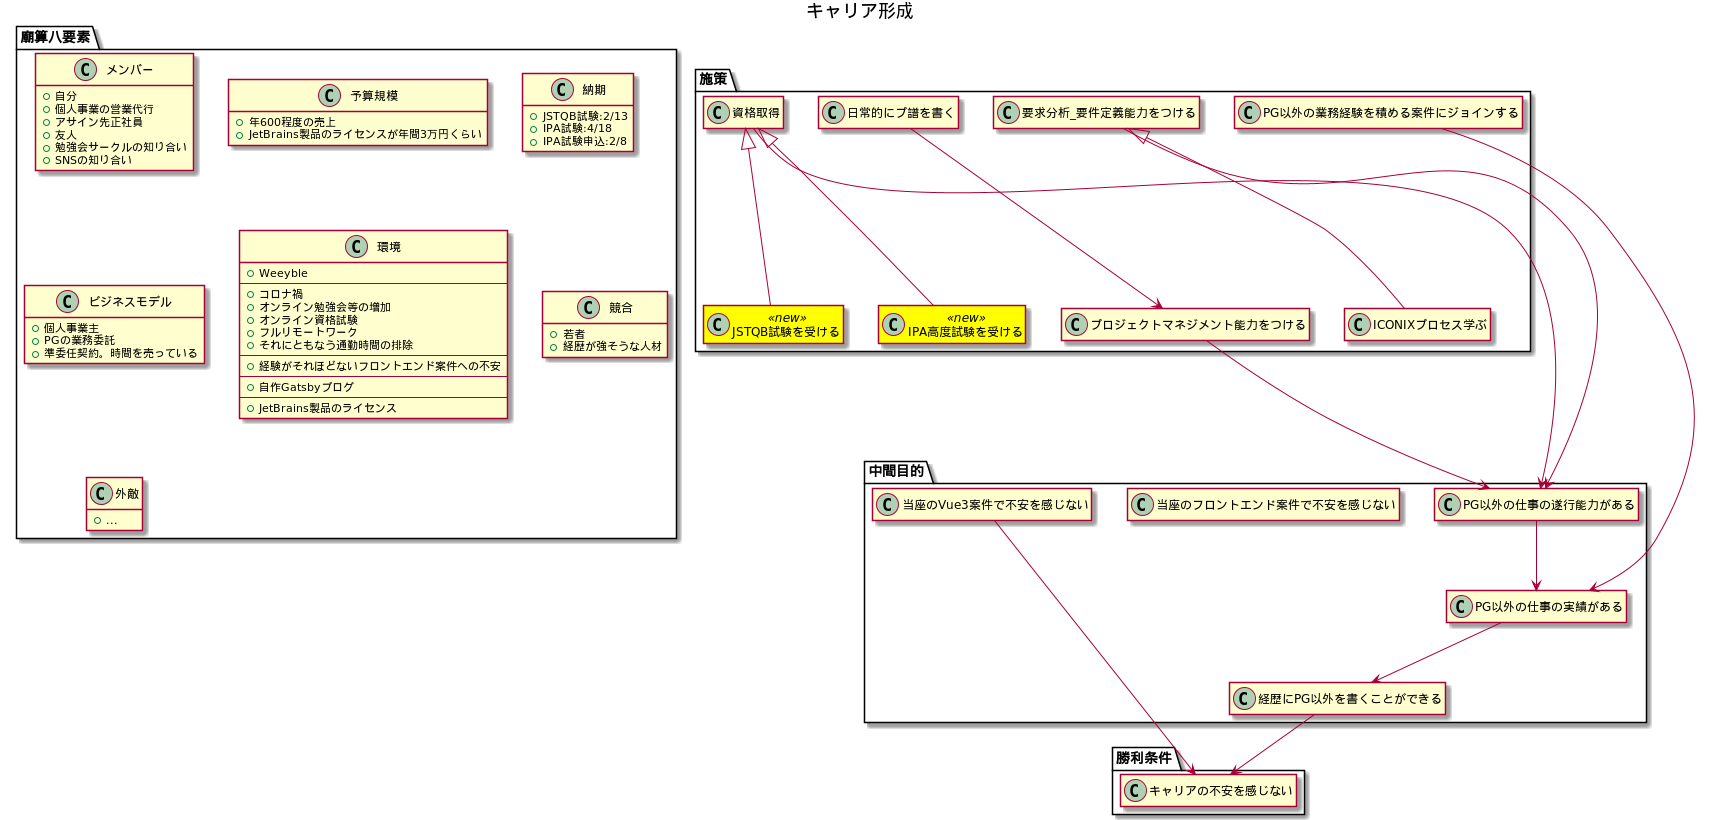 キャリア形成
廟算八要素
C メンバー
自分
個人事業の営業代行
アサイン先正社員
友人
勉強会サークルの知り合い
SNSの知り合い
C 予算規模
年600程度の売上
JetBrains製品のライセンスが年間3万円くらい
C 納期
JSTQB試験:2/13
IPA試験:4/18
IPA試験申込:2/8
C ビジネスモデル
個人事業主
PGの業務委託
準委任契約。時間を売っている
C 環境
Weeyble
コロナ禍
オンライン勉強会等の増加
オンライン資格試験
フルリモートワーク
それにともなう通勤時間の排除
経験がそれほどないフロントエンド案件への不安
自作Gatsbyブログ
JetBrains製品のライセンス
C 競合
若者
経歴が強そうな人材
C 外敵
...
施策
C 資格取得
C 日常的にプ譜を書く
C 要求分析_要件定義能力をつける
C PG以外の業務経験を積める案件にジョインする
C «new»
JSTQB試験を受ける
C «new»
IPA高度試験を受ける
C プロジェクトマネジメント能力をつける
C ICONIXプロセス学ぶ
中間目的
C 当座のVue3案件で不安を感じない
C 当座のフロントエンド案件で不安を感じない
C PG以外の仕事の遂行能力がある
C PG以外の仕事の実績がある
C 経歴にPG以外を書くことができる
勝利条件
C キャリアの不安を感じない